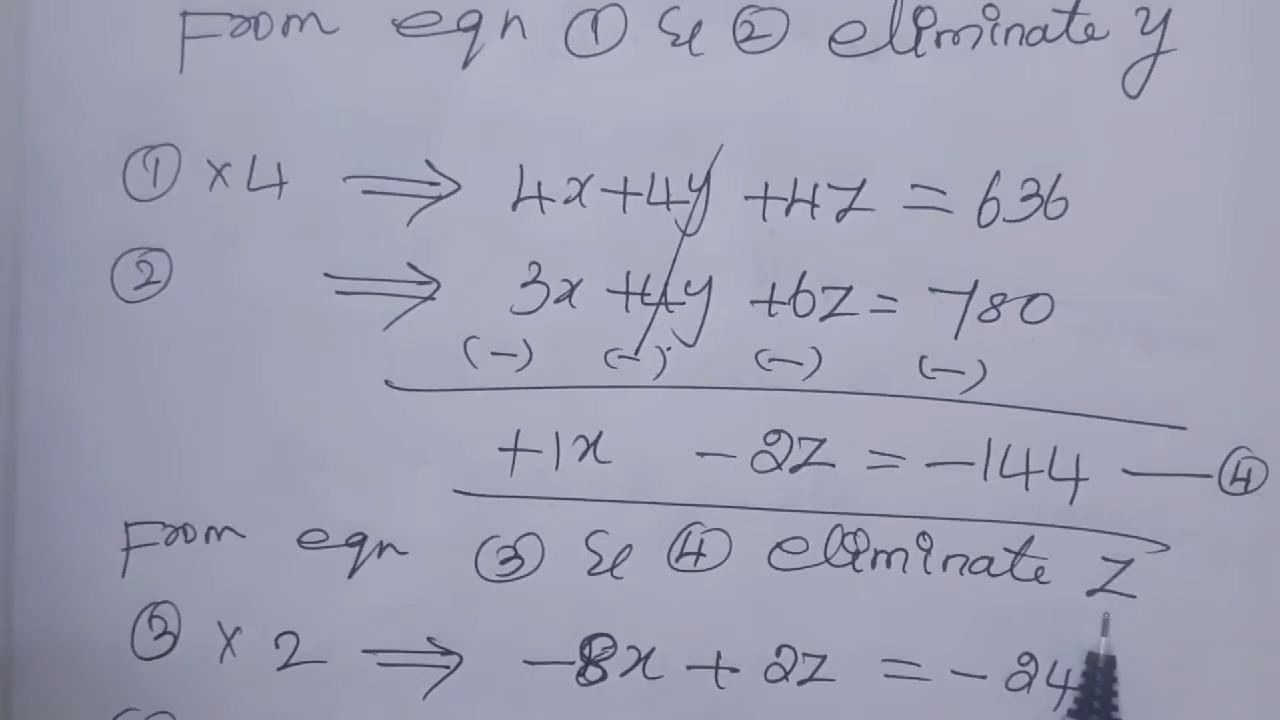 From eqn ① & ② eliminate y
① × 4 ⟹ 4x + 4y + 4z = 636
② ⟹ 3x + 4y + 6z = 780
(-) (-) (-) (-)
+1x - 2z = -144 — ④
From eqn ③ & ④ eliminate z
③ × 2 ⟹ -8x + 2z = -24